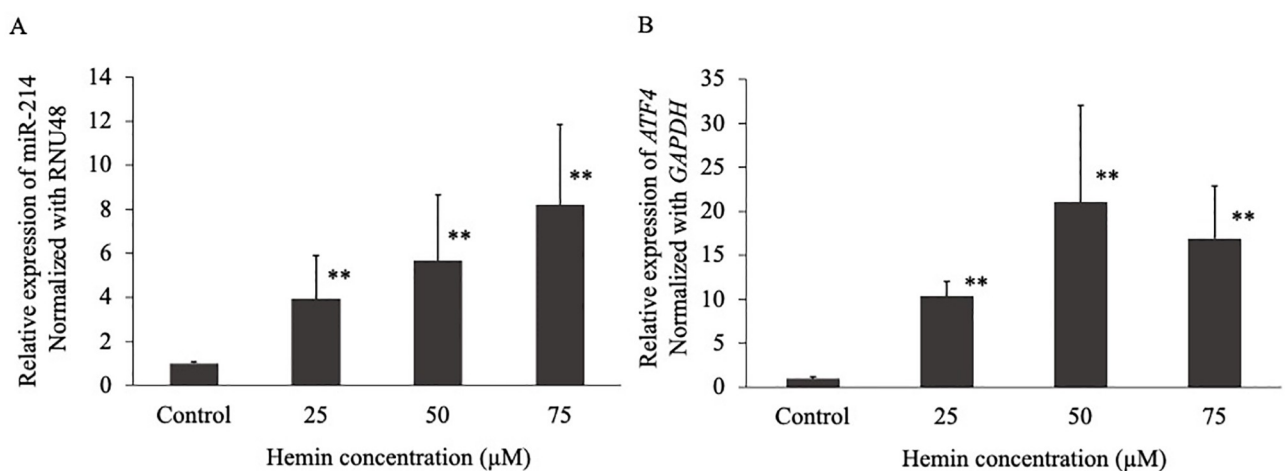 A
Relative expression of miR-214
Normalized with RNU48
14
12
10
8
6
4
2
0
**
**
**
Control 25 50 75
Hemin concentration (µM)
B
Relative expression of ATF4
Normalized with GAPDH
35
30
25
20
15
10
5
0
**
**
**
Control 25 50 75
Hemin concentration (µM)